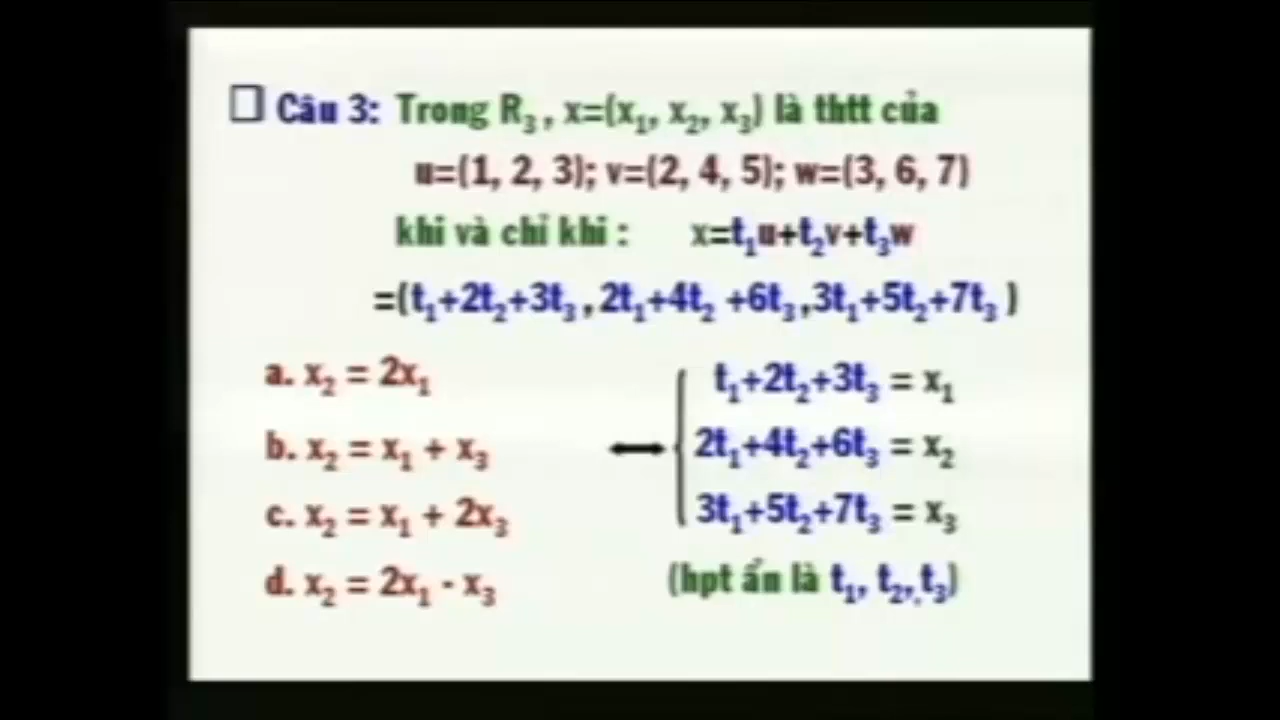 Câu 3: Trong R₃, x=(x₁, x₂, x₃) là thtt của
u=(1, 2, 3); v=(2, 4, 5); w=(3, 6, 7)
khi và chỉ khi : x=t₁u+t₂v+t₃w
=(t₁+2t₂+3t₃ , 2t₁+4t₂ +6t₃ ,3t₁+5t₂+7t₃ )
a. x₂ = 2x₁
b. x₂ = x₁ + x₃
c. x₂ = x₁ + 2x₃
d. x₂ = 2x₁ - x₃
↔ t₁+2t₂+3t₃ = x₁
2t₁+4t₂+6t₃ = x₂
3t₁+5t₂+7t₃ = x₃
(hpt ẩn là t₁, t₂, t₃)